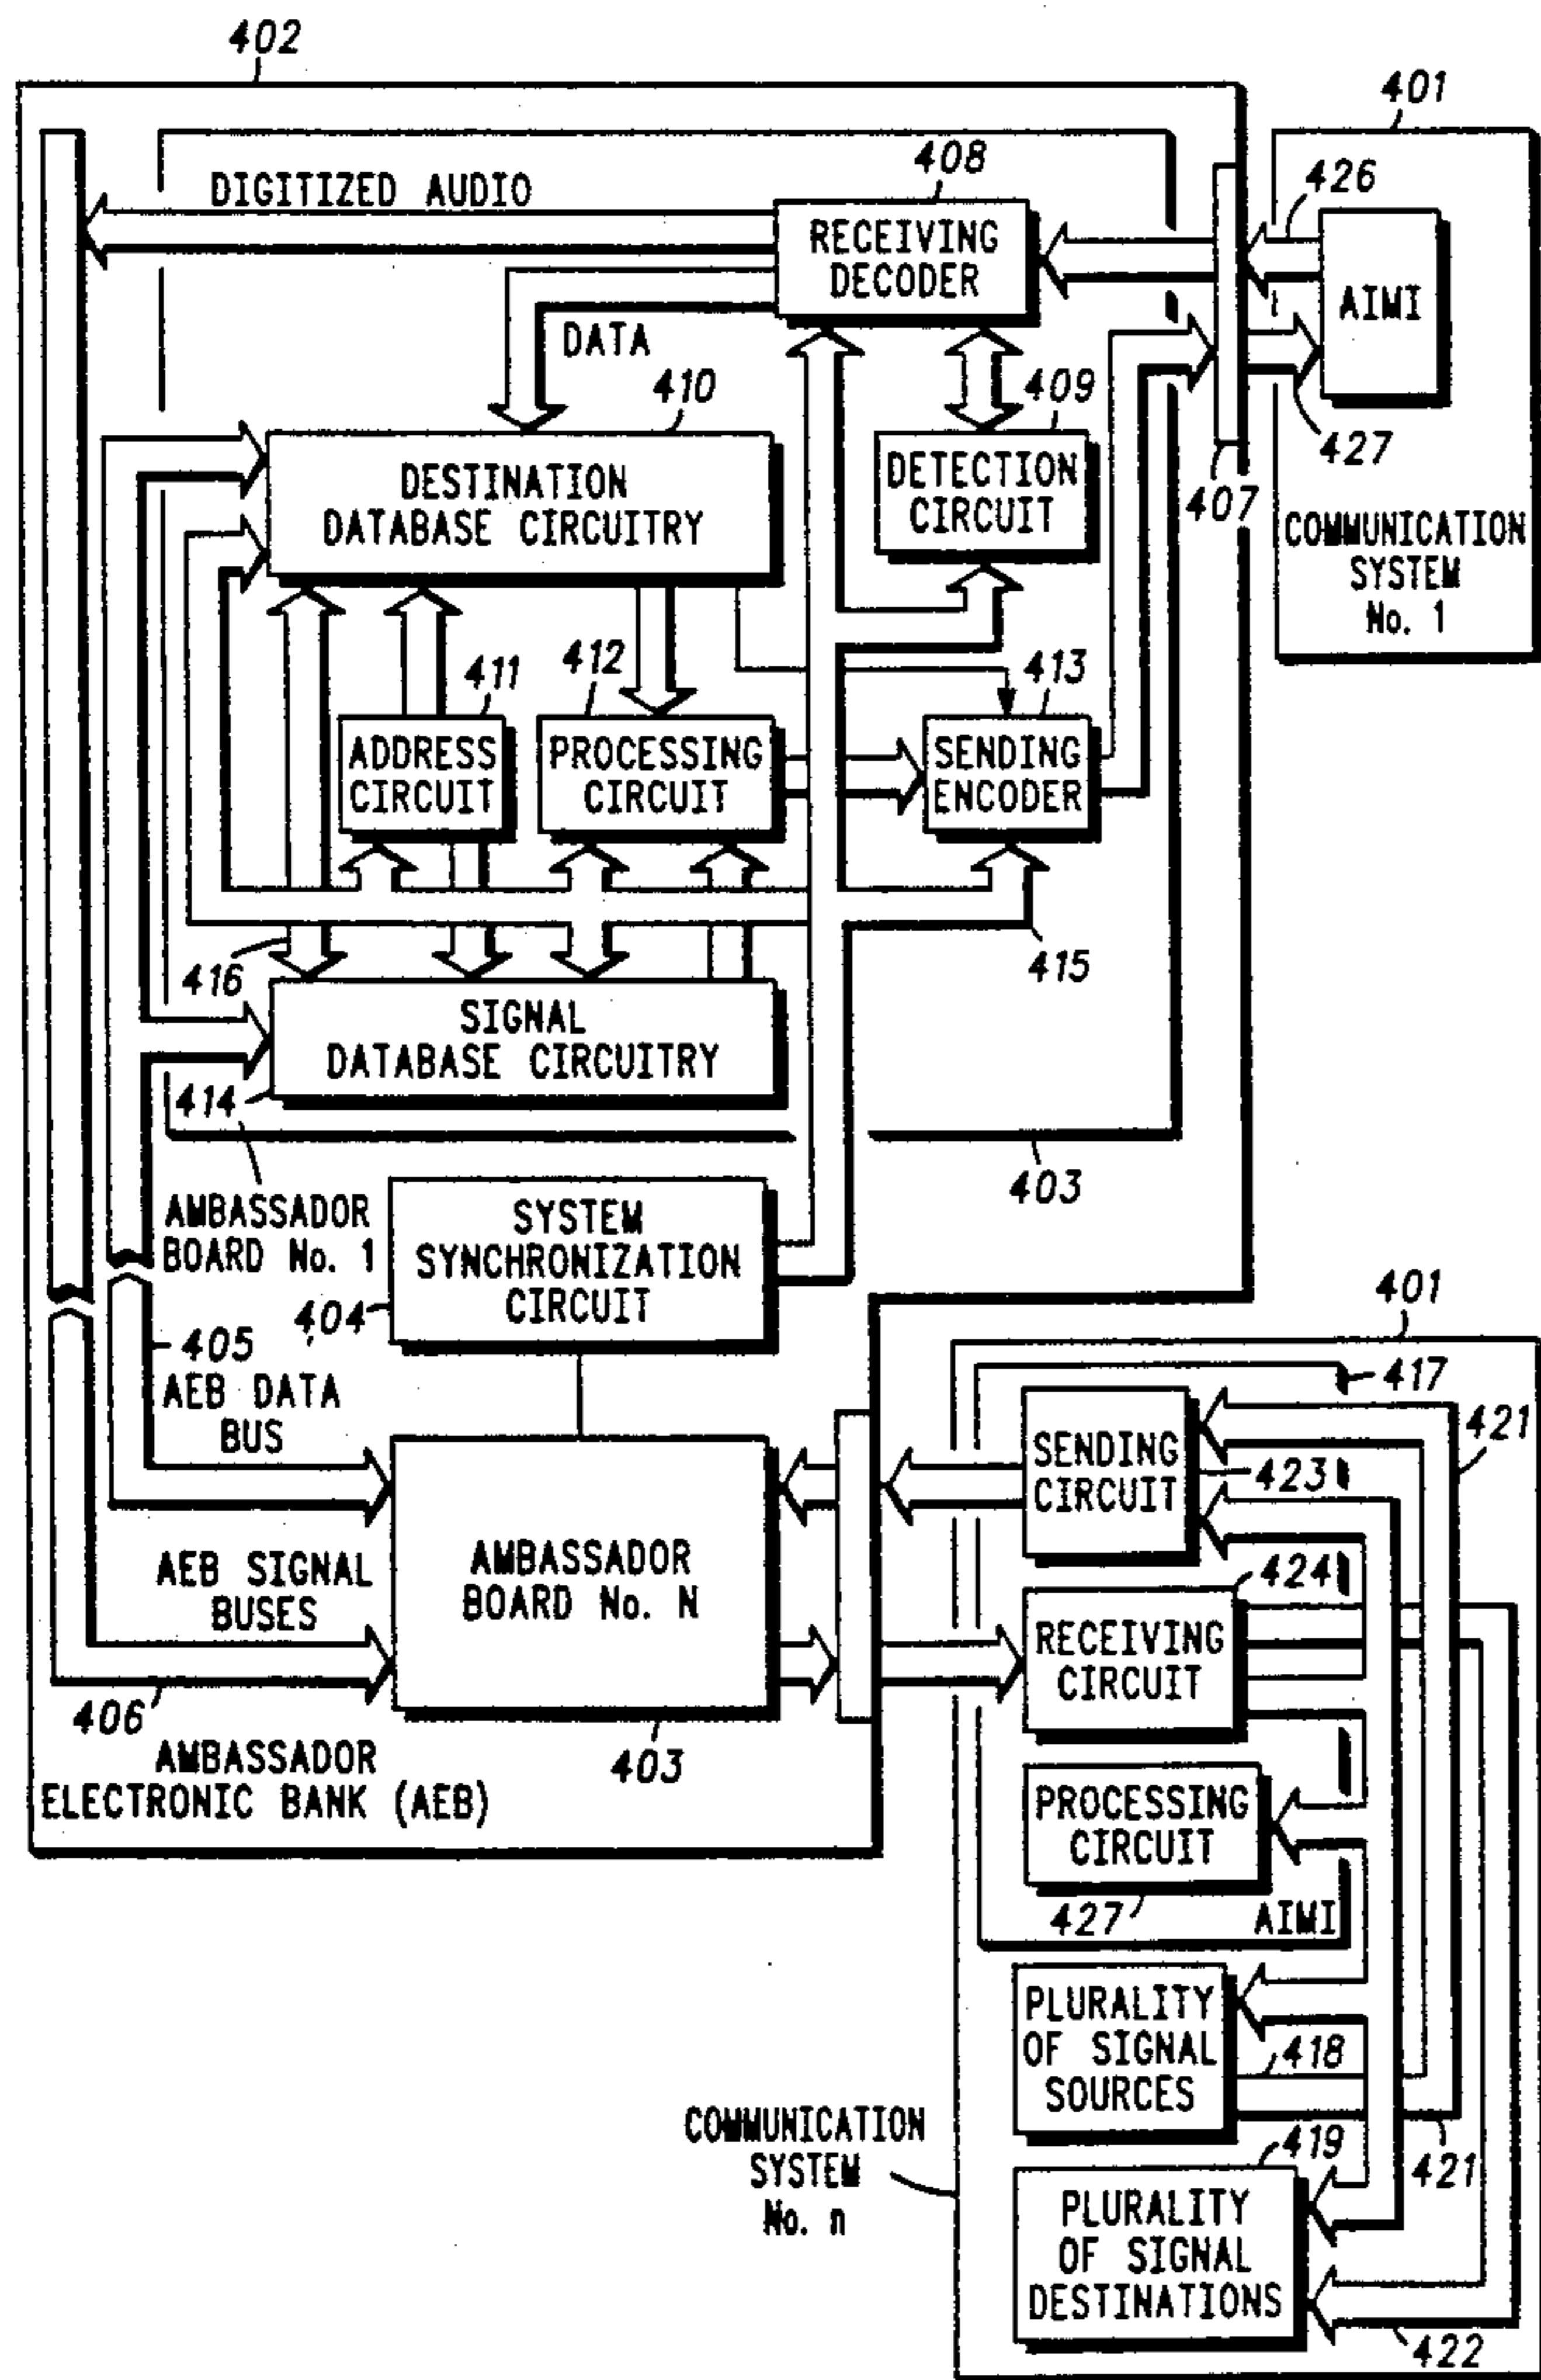 402
401
408
426
DIGITIZED AUDIO
RECEIVING
DECODER
AIMI
DATA
410
409
427
407
DESTINATION
DATABASE CIRCUITRY
DETECTION
CIRCUIT
COMMUNICATION
SYSTEM
No. 1
411
412
413
ADDRESS
CIRCUIT
PROCESSING
CIRCUIT
SENDING
ENCODER
416
415
SIGNAL
DATABASE CIRCUITRY
414
403
AMBASSADOR
BOARD No. 1
SYSTEM
SYNCHRONIZATION
CIRCUIT
404
405
AEB DATA
BUS
401
417
SENDING
CIRCUIT
421
423
AMBASSADOR
BOARD No. N
AEB SIGNAL
BUSES
424
RECEIVING
CIRCUIT
406
403
AMBASSADOR
ELECTRONIC BANK (AEB)
PROCESSING
CIRCUIT
427
AIMI
PLURALITY
OF SIGNAL
SOURCES
418
COMMUNICATION
SYSTEM
No. n
419
421
PLURALITY
OF SIGNAL
DESTINATIONS
422